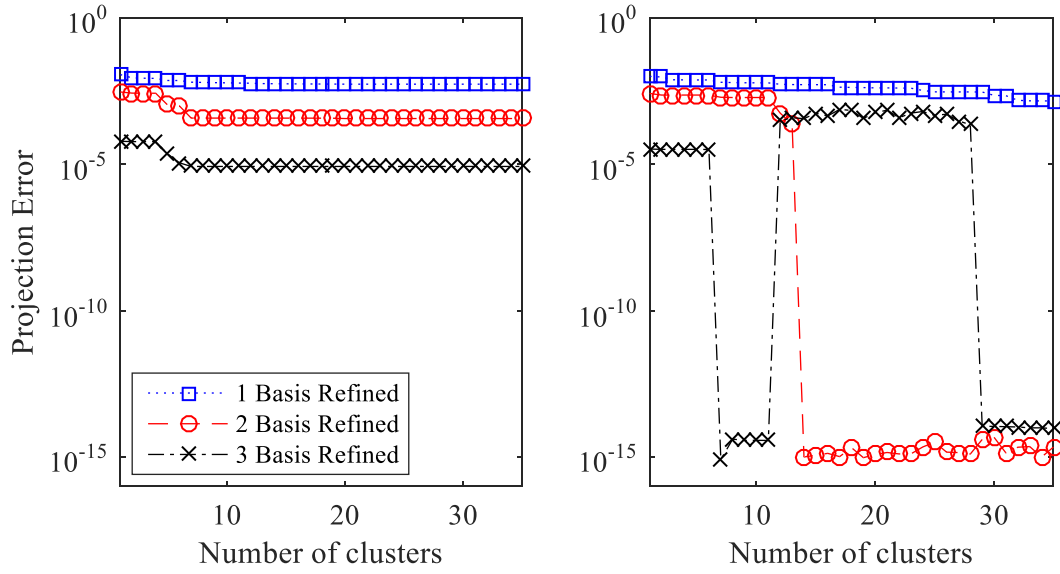 10^0
10^-5
10^-10
10^-15
Projection Error
10
20
30
Number of clusters
1 Basis Refined
2 Basis Refined
3 Basis Refined
10^0
10^-5
10^-10
10^-15
10
20
30
Number of clusters